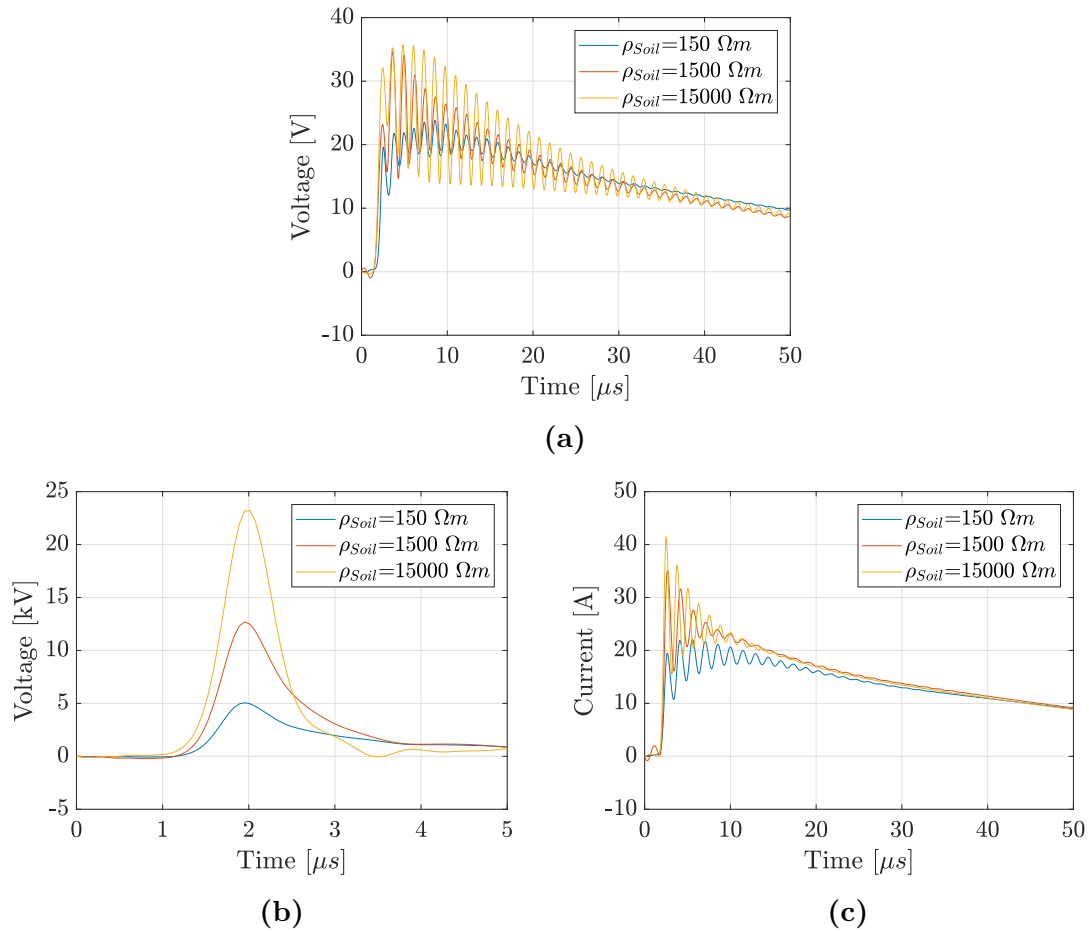 40
30
20
10
0
-10
Voltage [V]
ρSoil=150 Ωm
ρSoil=1500 Ωm
ρSoil=15000 Ωm
0 10 20 30 40 50
Time [μs]
(a)
25
20
15
10
5
0
-5
Voltage [kV]
ρSoil=150 Ωm
ρSoil=1500 Ωm
ρSoil=15000 Ωm
0 1 2 3 4 5
Time [μs]
(b)
50
40
30
20
10
0
-10
Current [A]
ρSoil=150 Ωm
ρSoil=1500 Ωm
ρSoil=15000 Ωm
0 10 20 30 40 50
Time [μs]
(c)